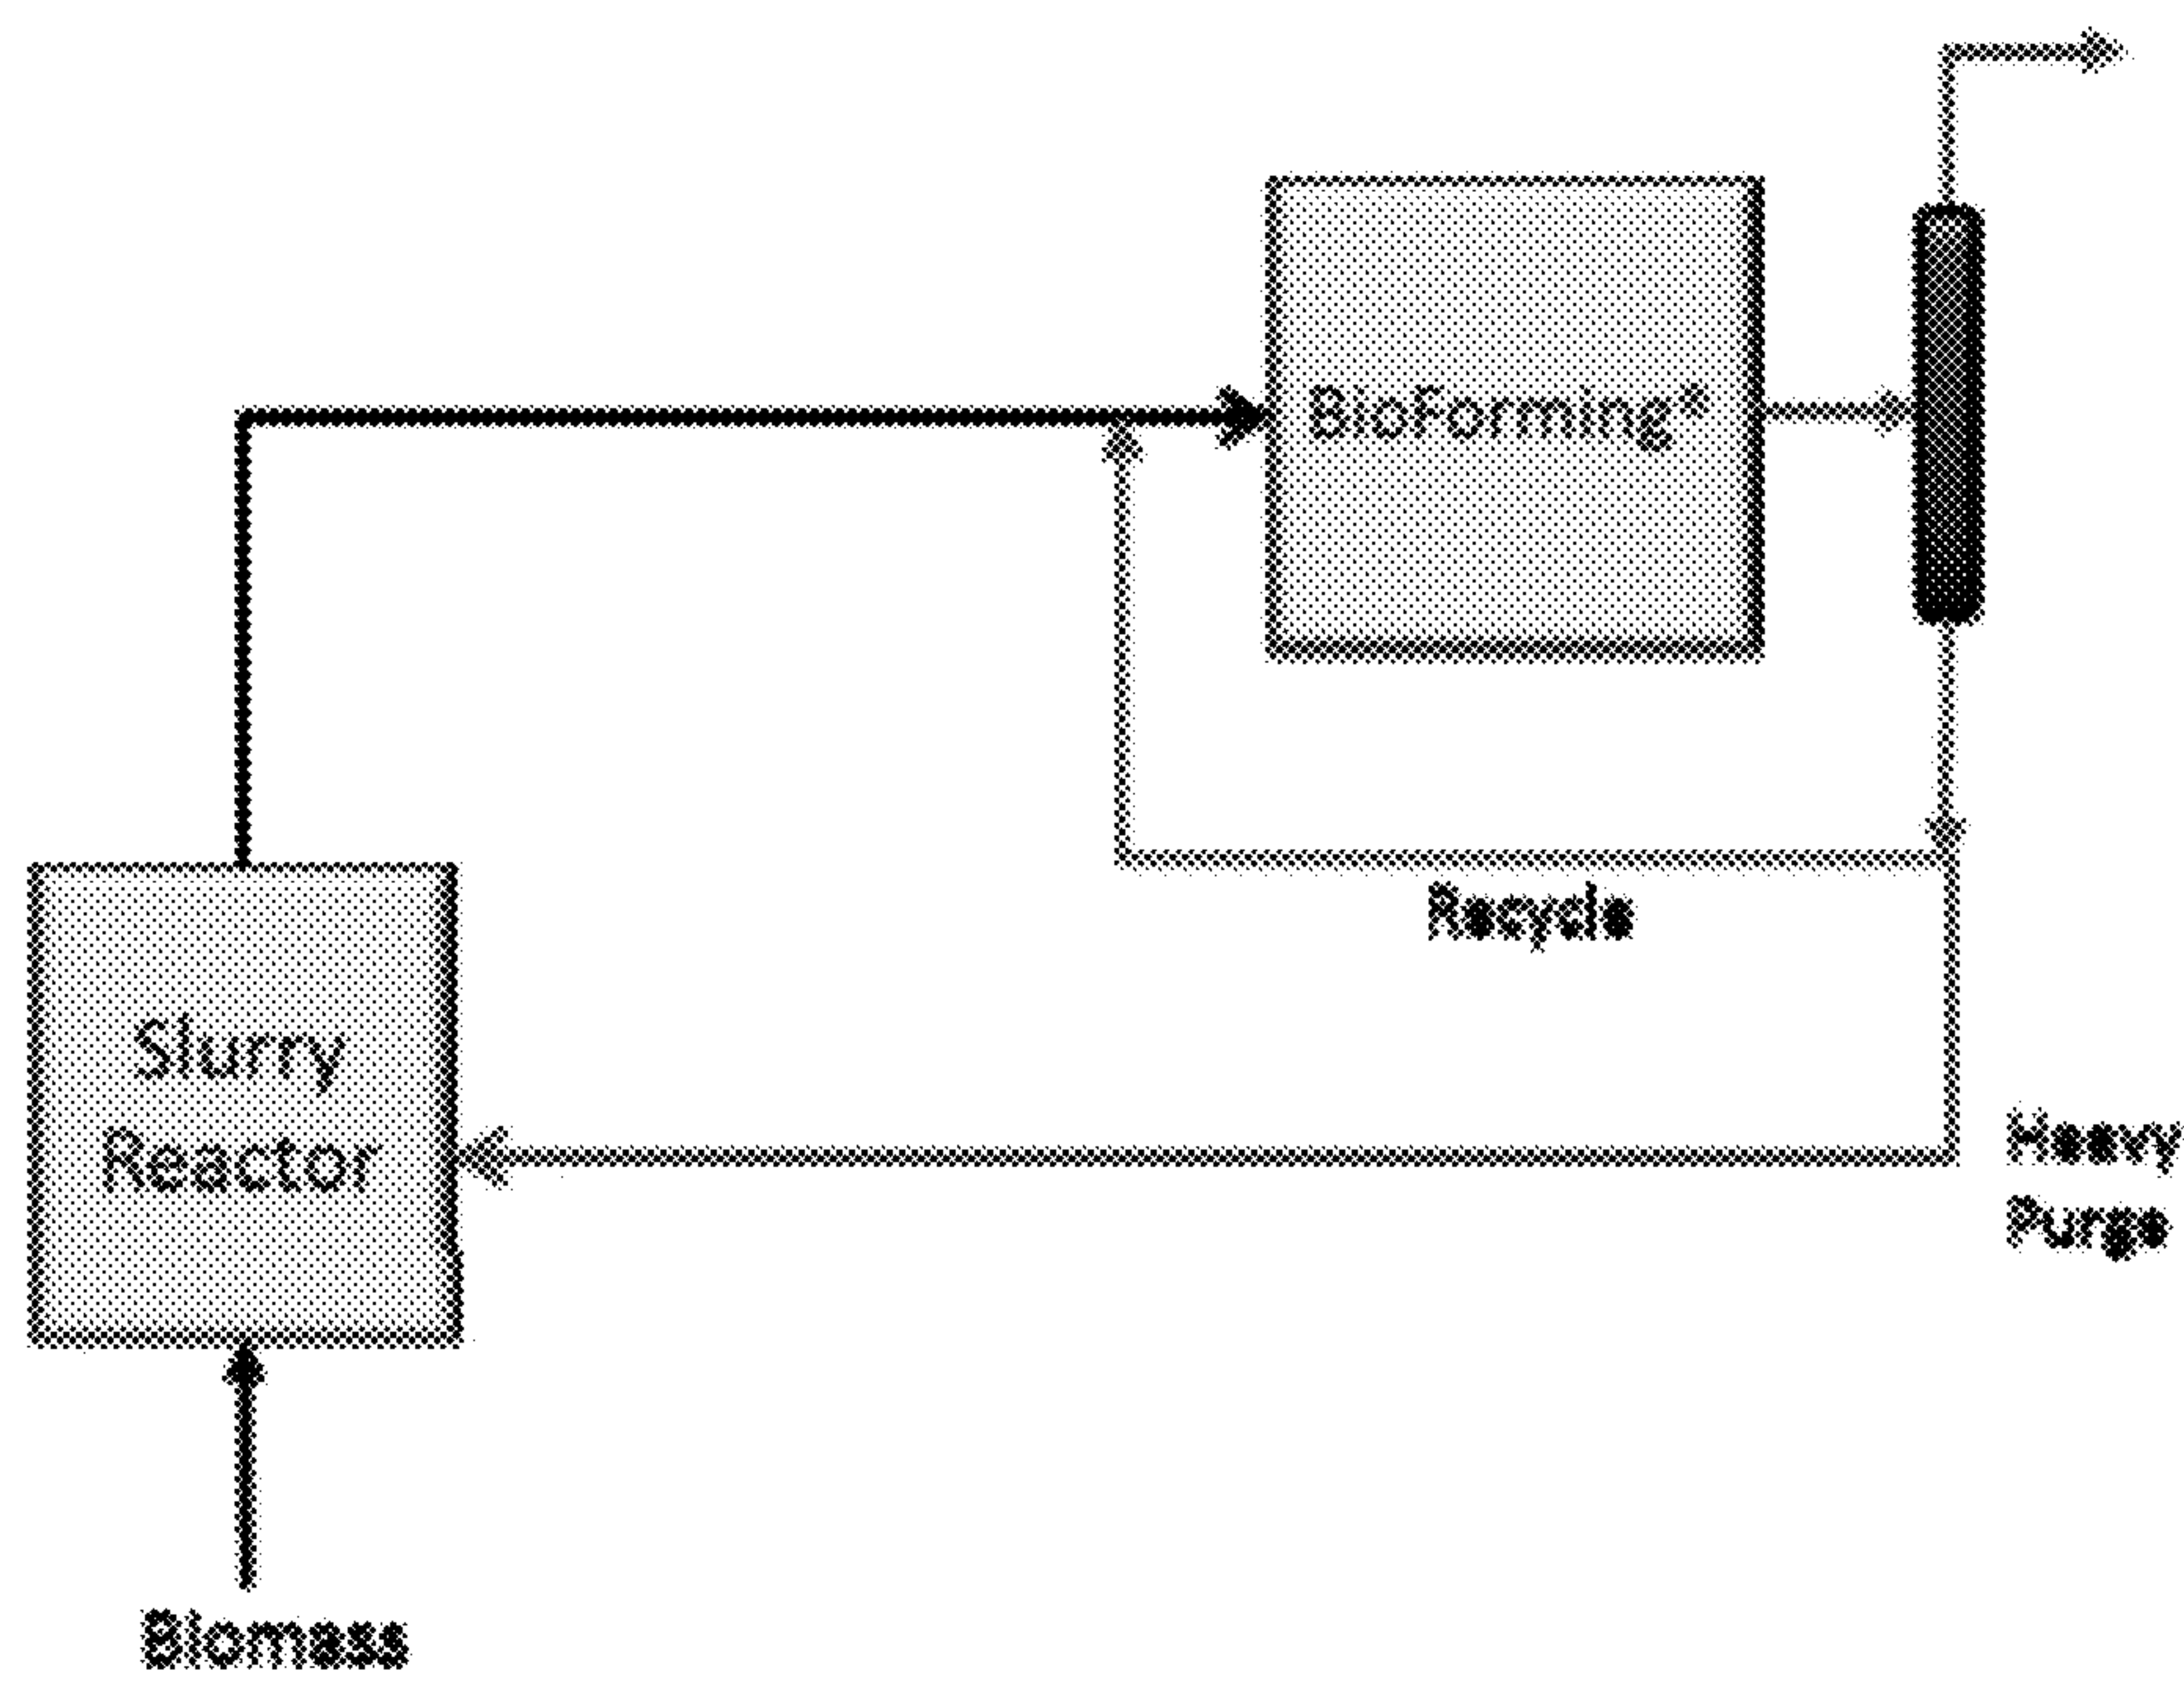 BioForming*
Recycle
Slurry
Reactor
Heavy
Purge
Biomass